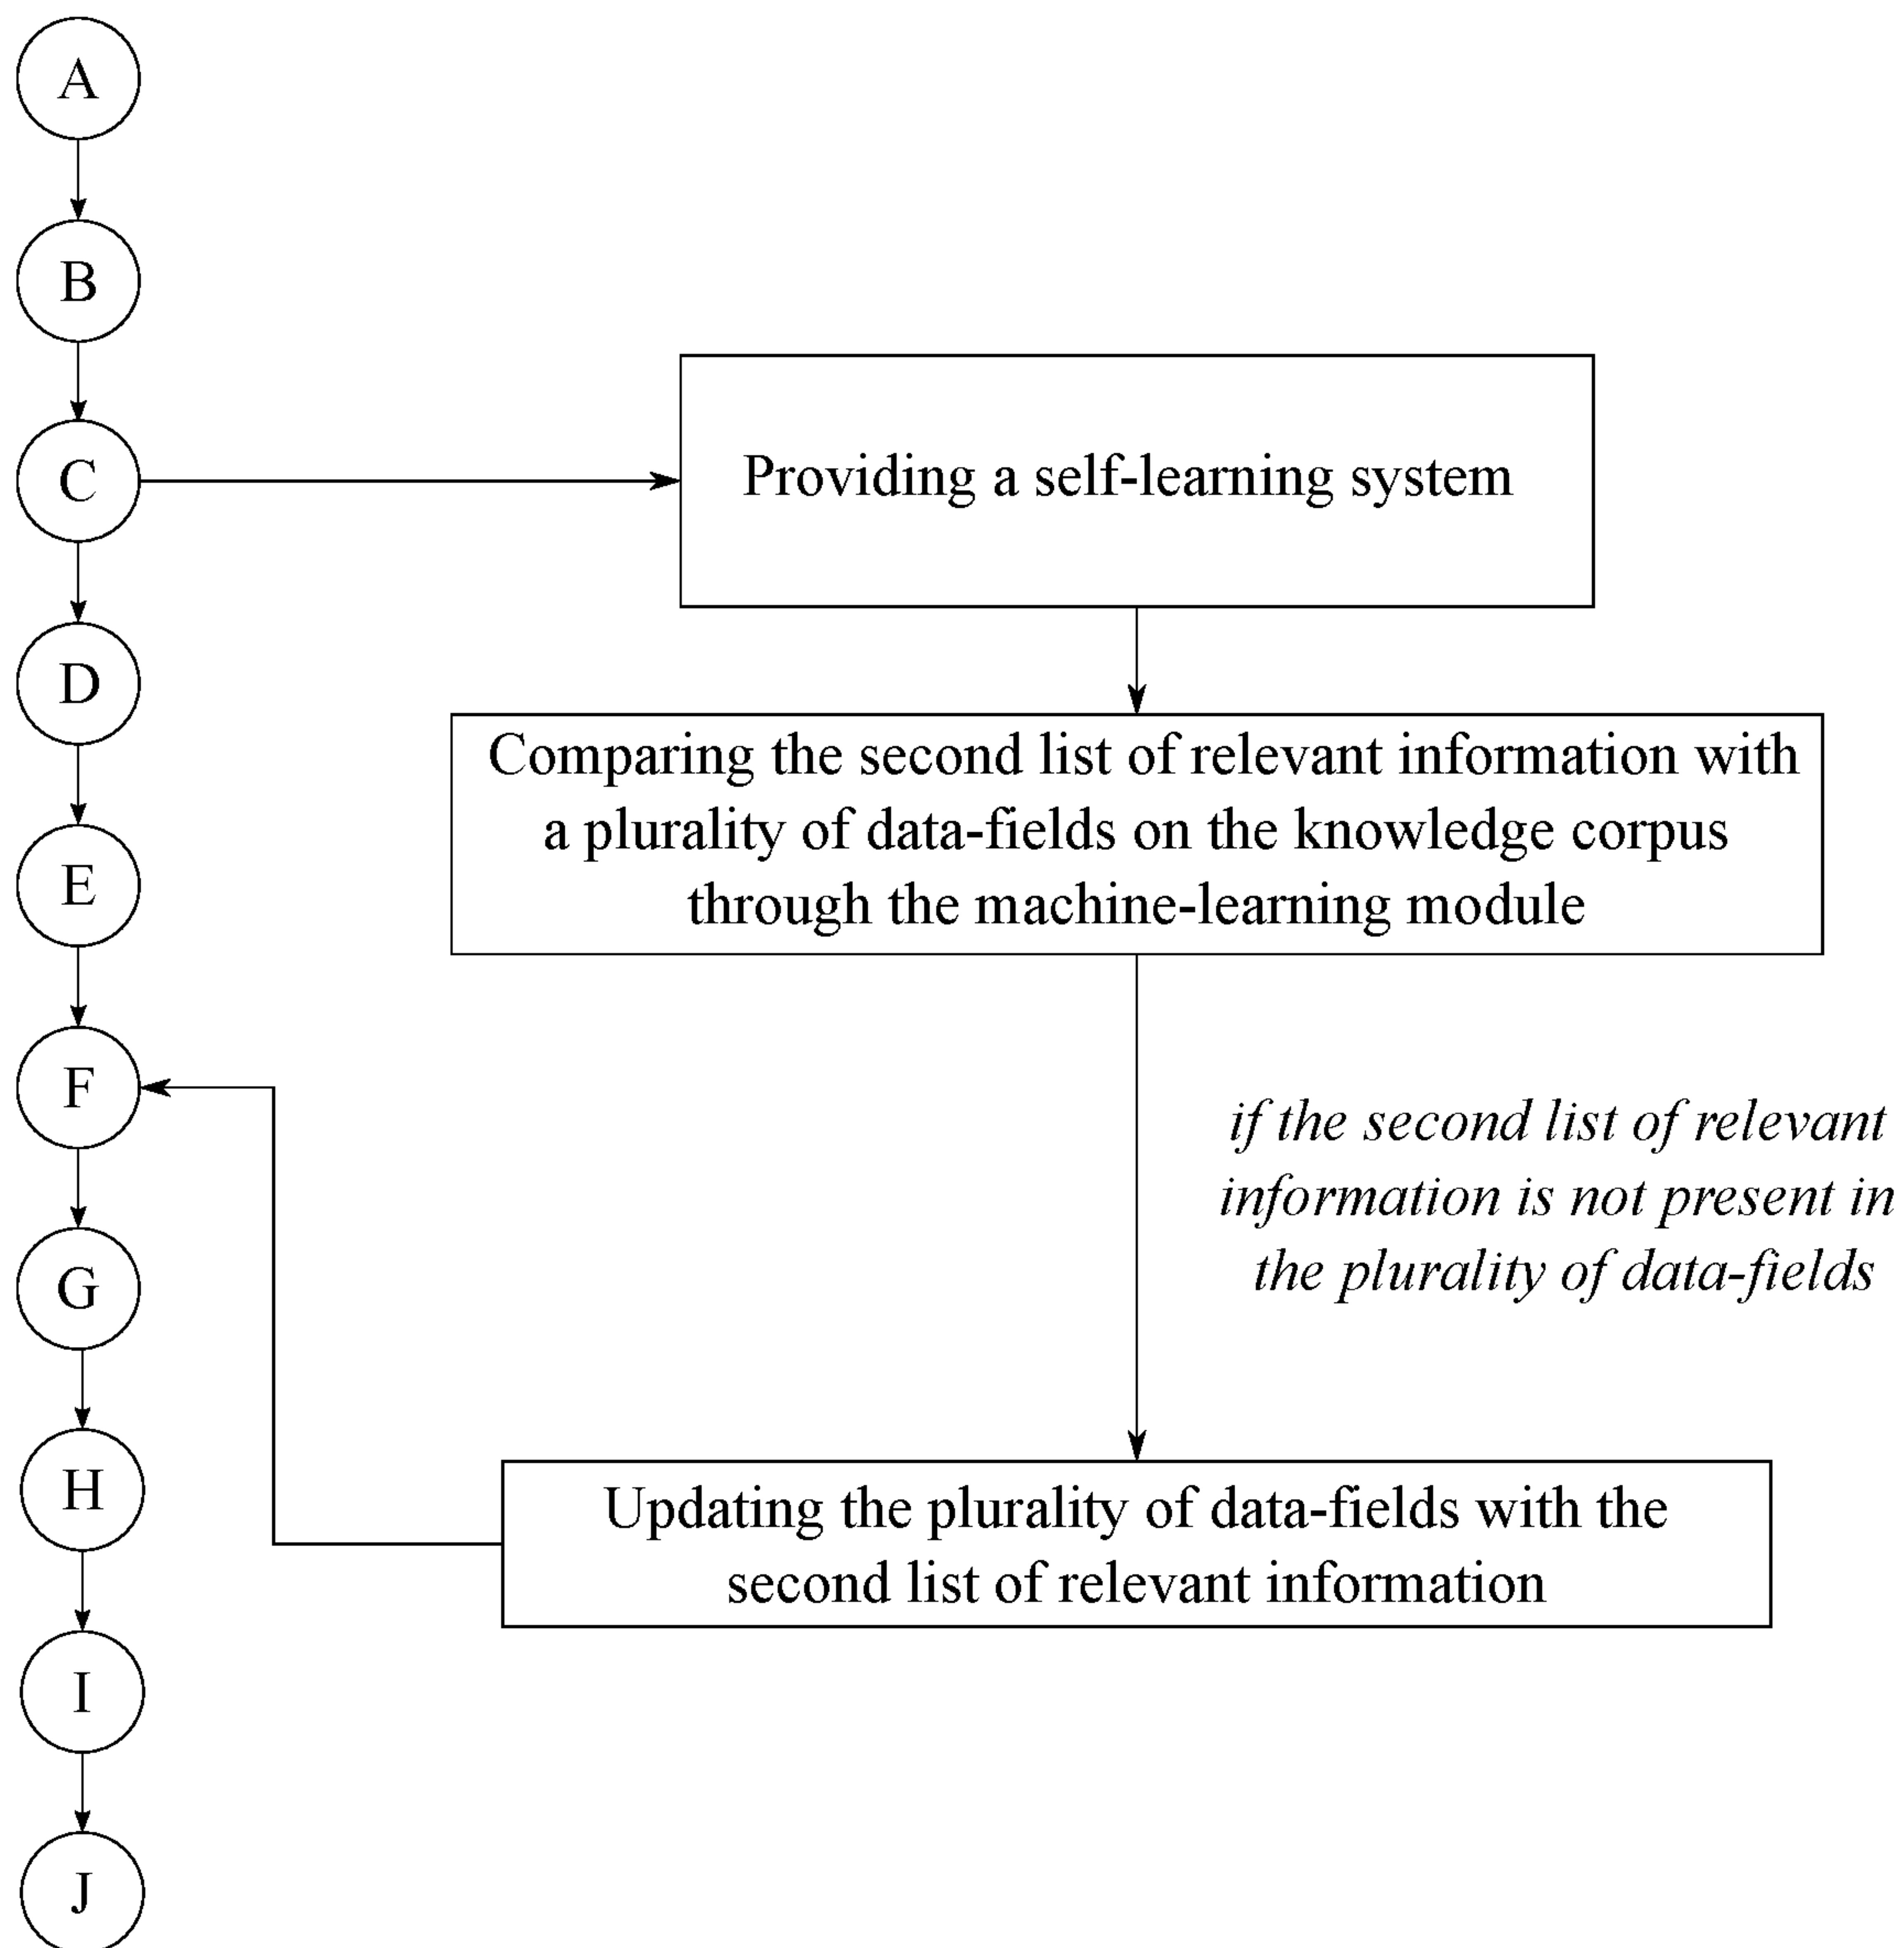 A
B
C
Providing a self-learning system
D
Comparing the second list of relevant information with
a plurality of data-fields on the knowledge corpus
through the machine-learning module
E
F
if the second list of relevant
information is not present in
the plurality of data-fields
G
H
Updating the plurality of data-fields with the
second list of relevant information
I
J